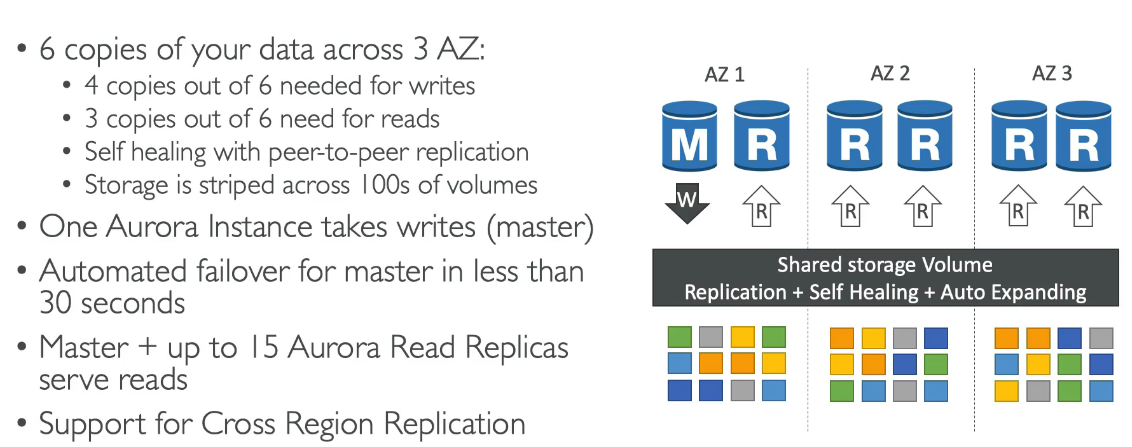 • 6 copies of your data across 3 AZ:
• 4 copies out of 6 needed for writes
• 3 copies out of 6 need for reads
• Self healing with peer-to-peer replication
• Storage is striped across 100s of volumes
• One Aurora Instance takes writes (master)
• Automated failover for master in less than
30 seconds
• Master + up to 15 Aurora Read Replicas
serve reads
• Support for Cross Region Replication
AZ 1 AZ 2 AZ 3
M R R R R R
W R R R R R
Shared storage Volume
Replication + Self Healing + Auto Expanding